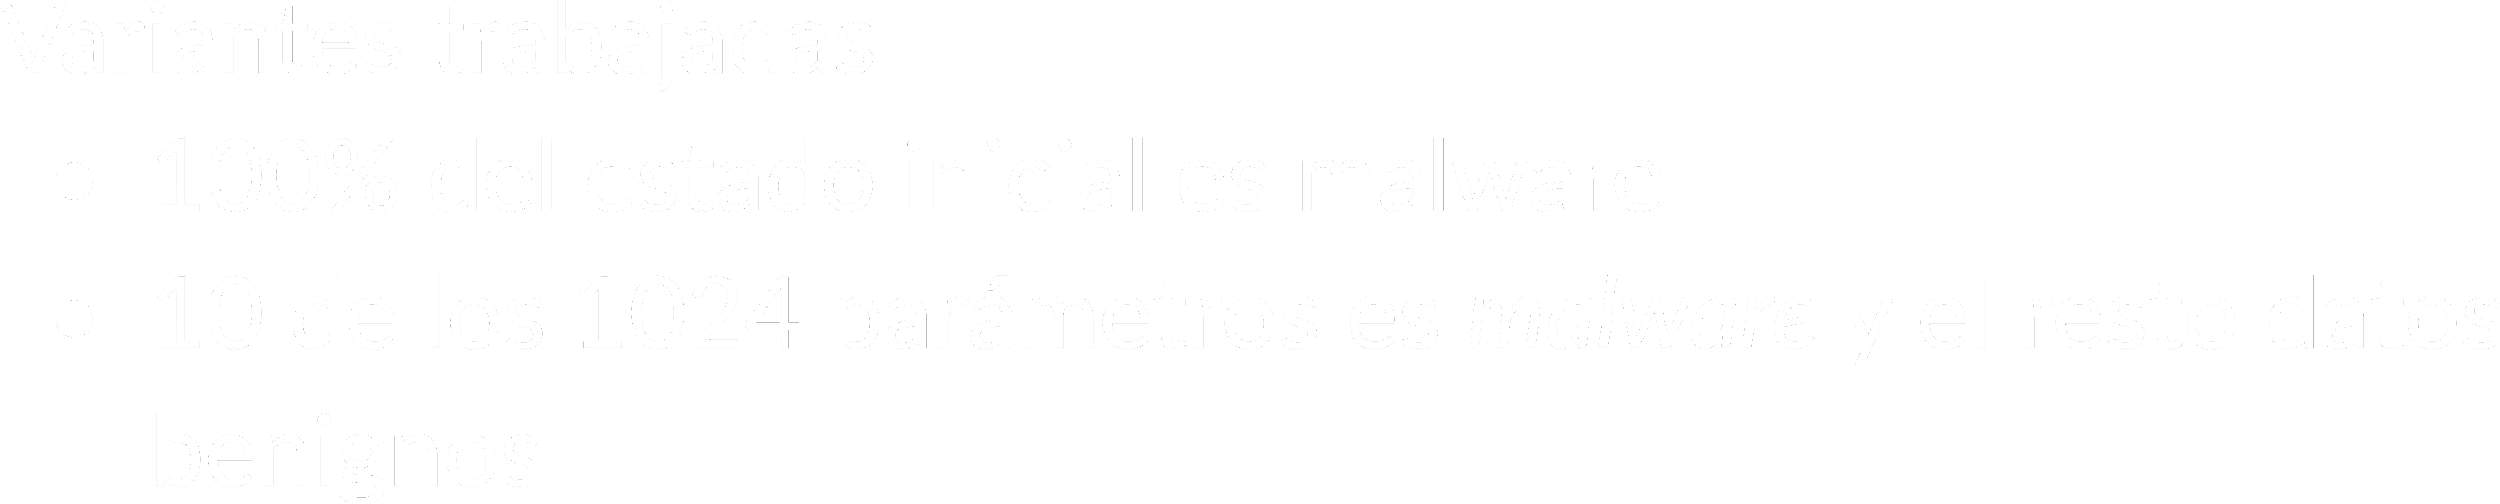 Variantes trabajadas
● 100% del estado inicial es malware
● 10 de los 1024 parámetros es malware y el resto datos
benignos